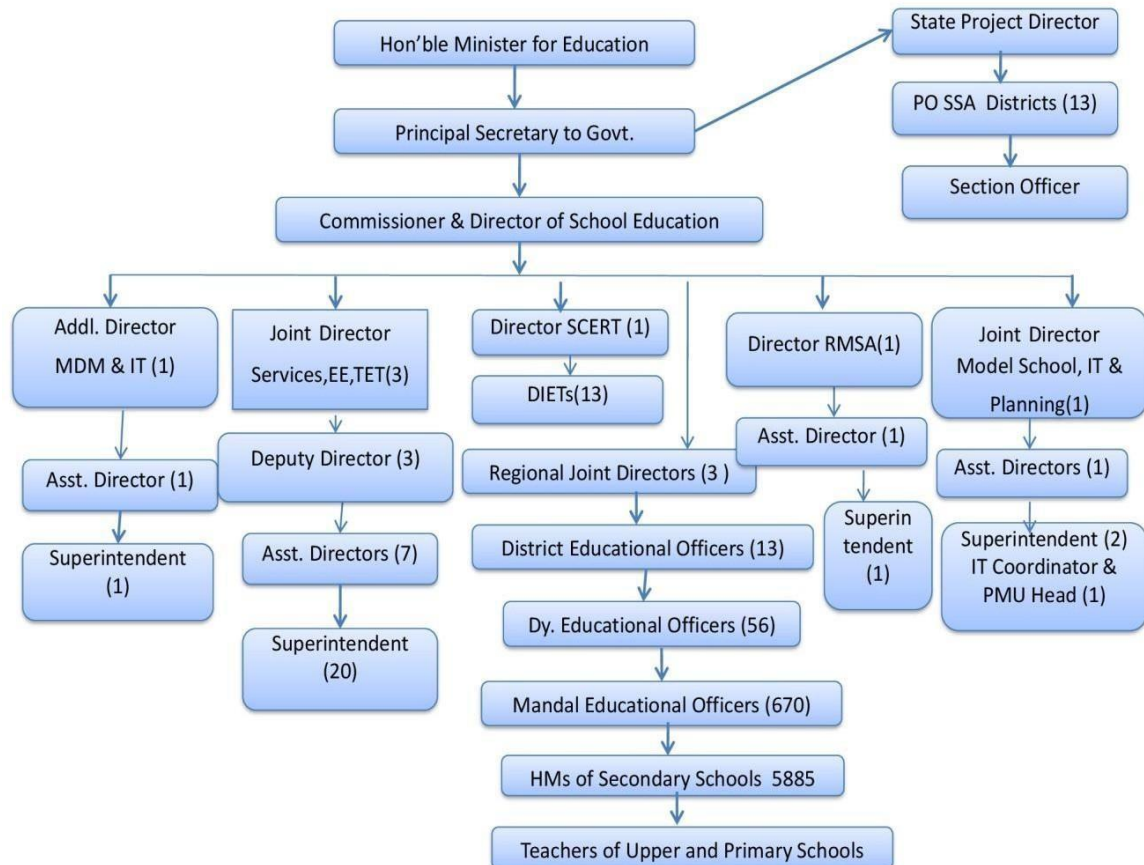 Hon’ble Minister for Education
Principal Secretary to Govt.
State Project Director
PO SSA Districts (13)
Section Officer
Commissioner & Director of School Education
Addl. Director
MDM & IT (1)
Asst. Director (1)
Superintendent
(1)
Joint Director
Services,EE,TET(3)
Deputy Director (3)
Asst. Directors (7)
Superintendent
(20)
Director SCERT (1)
DIETs(13)
Regional Joint Directors (3 )
District Educational Officers (13)
Dy. Educational Officers (56)
Mandal Educational Officers (670)
HMs of Secondary Schools 5885
Teachers of Upper and Primary Schools
Director RMSA(1)
Asst. Director (1)
Superin
tendent
(1)
Joint Director
Model School, IT &
Planning(1)
Asst. Directors (1)
Superintendent (2)
IT Coordinator &
PMU Head (1)